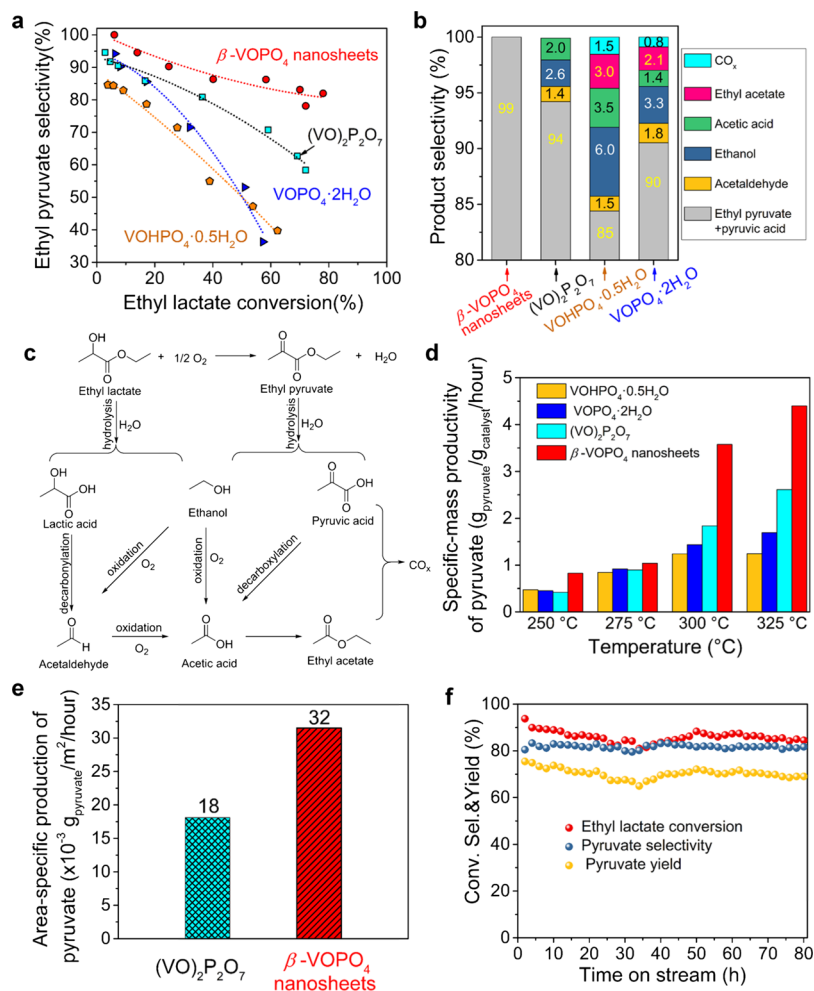 a
Ethyl pyruvate selectivity(%)
100
90
80
70
60
50
40
30
β-VOPO4 nanosheets
(VO)2P2O7
VOPO4·2H2O
VOHPO4·0.5H2O
0 20 40 60 80 100
Ethyl lactate conversion(%)
b
Product selectivity (%)
100
95
90
85
80
99
2.0
2.6
1.4
94
1.5
3.0
3.5
6.0
1.5
85
0.8
2.1
1.4
3.3
1.8
90
β-VOPO4
nanosheets
(VO)2P2O7
VOHPO4·0.5H2O
VOPO4·2H2O
COx
Ethyl acetate
Acetic acid
Ethanol
Acetaldehyde
Ethyl pyruvate
+pyruvic acid
c
OH
O
O
+ 1/2 O2
O
O
O
+ H2O
Ethyl lactate
Ethyl pyruvate
hydrolysis
H2O
hydrolysis
H2O
OH
OH
O
Lactic acid
OH
Ethanol
O
OH
O
Pyruvic acid
decarbonylation
oxidation
O2
oxidation
O2
decarboxylation
COx
O
H
Acetaldehyde
oxidation
O2
O
OH
Acetic acid
O
O
Ethyl acetate
d
Specific-mass productivity
of pyruvate (gpyruvate/gcatalyst/hour)
5
4
3
2
1
0
VOHPO4·0.5H2O
VOPO4·2H2O
(VO)2P2O7
β-VOPO4 nanosheets
250 °C 275 °C 300 °C 325 °C
Temperature (°C)
e
Area-specific production of
pyruvate (x10-3 gpyruvate/m2/hour)
35
30
25
20
15
10
5
0
18
32
(VO)2P2O7
β-VOPO4
nanosheets
f
Conv. Sel.&Yield (%)
100
80
60
40
20
0
Ethyl lactate conversion
Pyruvate selectivity
Pyruvate yield
0 10 20 30 40 50 60 70 80
Time on stream (h)